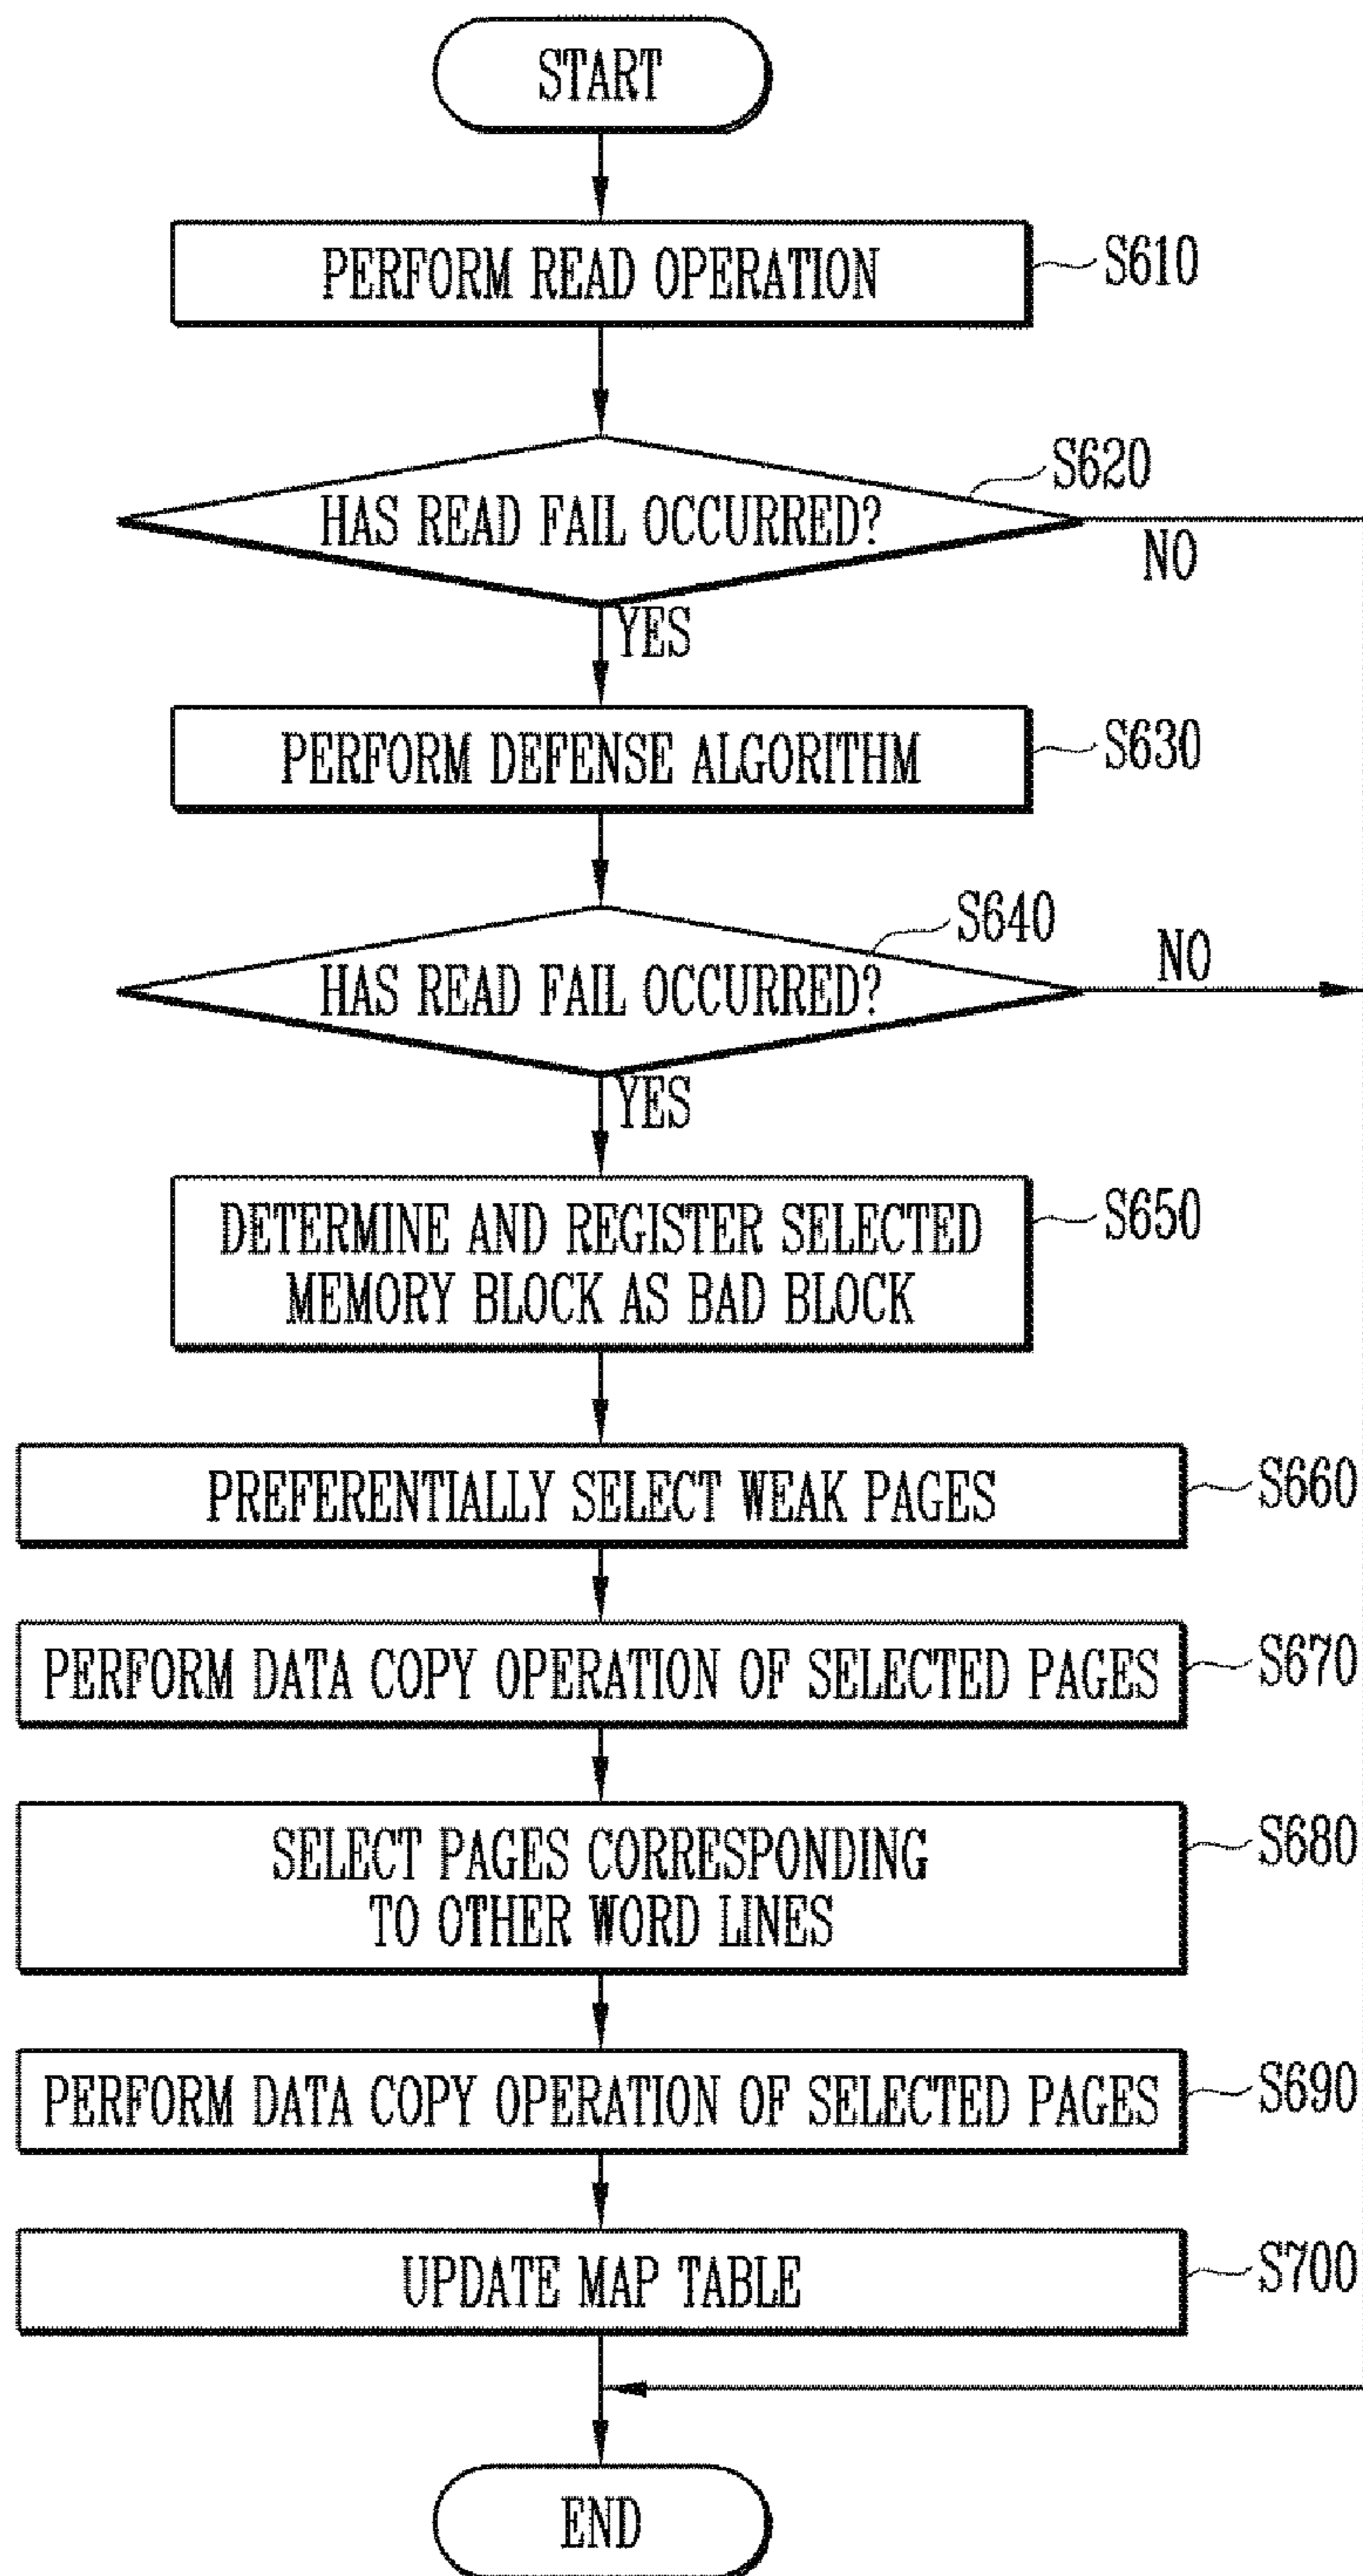 START
PERFORM READ OPERATION
S610
S620
HAS READ FAIL OCCURRED?
NO
YES
PERFORM DEFENSE ALGORITHM
S630
S640
HAS READ FAIL OCCURRED?
NO
YES
DETERMINE AND REGISTER SELECTED
MEMORY BLOCK AS BAD BLOCK
S650
PREFERENTIALLY SELECT WEAK PAGES
S660
PERFORM DATA COPY OPERATION OF SELECTED PAGES
S670
SELECT PAGES CORRESPONDING
TO OTHER WORD LINES
S680
PERFORM DATA COPY OPERATION OF SELECTED PAGES
S690
UPDATE MAP TABLE
S700
END